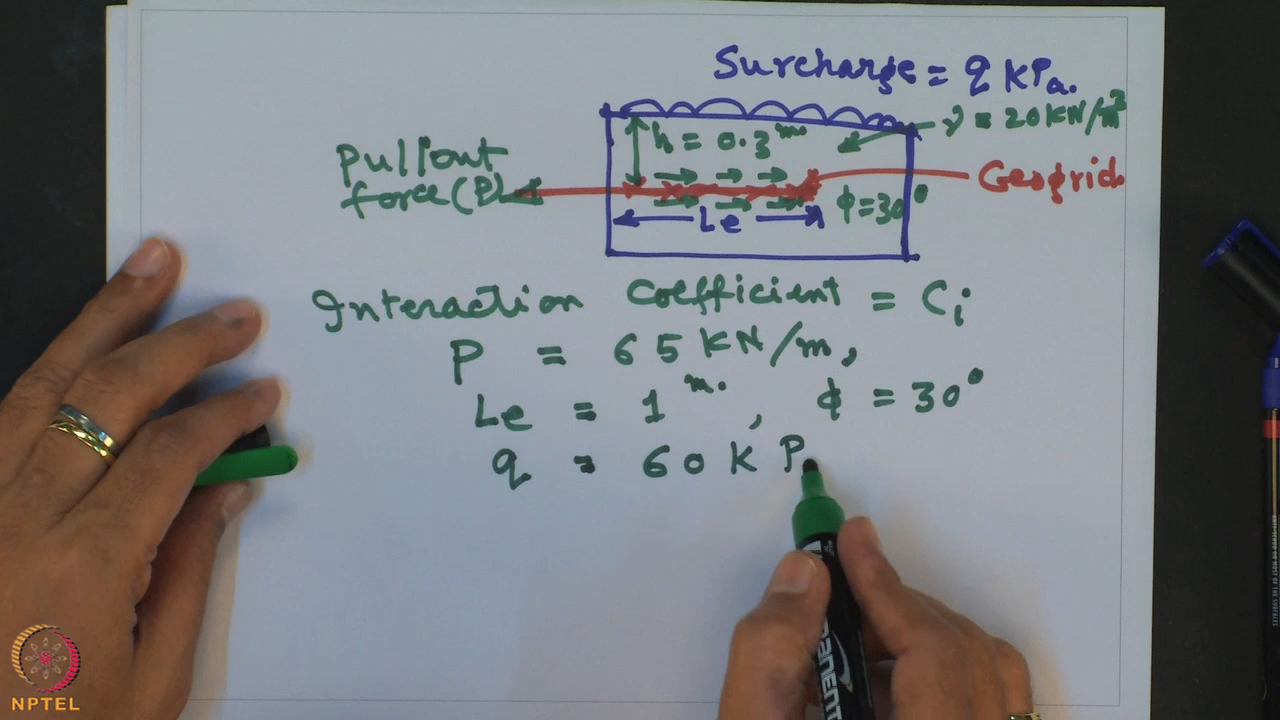 Surcharge = q KPa.
h = 0.3 m.
γ = 20 KN/m³
Pullout
force (P)
Geogrid
Le
ϕ = 30°
Interaction Coefficient = Ci
P = 65 KN/m,
Le = 1 m. , ϕ = 30°
q = 60 K P
NPTEL